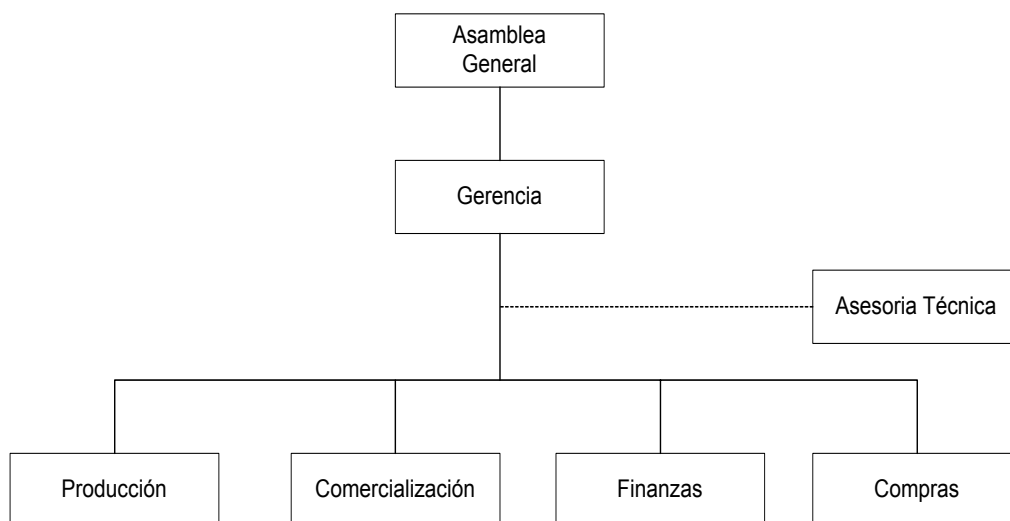 Asamblea
General
Gerencia
Asesoria Técnica
Producción
Comercialización
Finanzas
Compras